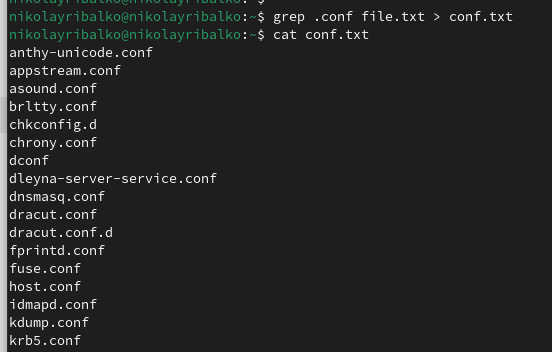 nikolayribalko@nikolayribalko:~$
nikolayribalko@nikolayribalko:~$ grep .conf file.txt > conf.txt
nikolayribalko@nikolayribalko:~$ cat conf.txt
anthy-unicode.conf
appstream.conf
asound.conf
brltty.conf
chkconfig.d
chrony.conf
dconf
dleyna-server-service.conf
dnsmasq.conf
dracut.conf
dracut.conf.d
fprintd.conf
fuse.conf
host.conf
idmapd.conf
kdump.conf
krb5.conf